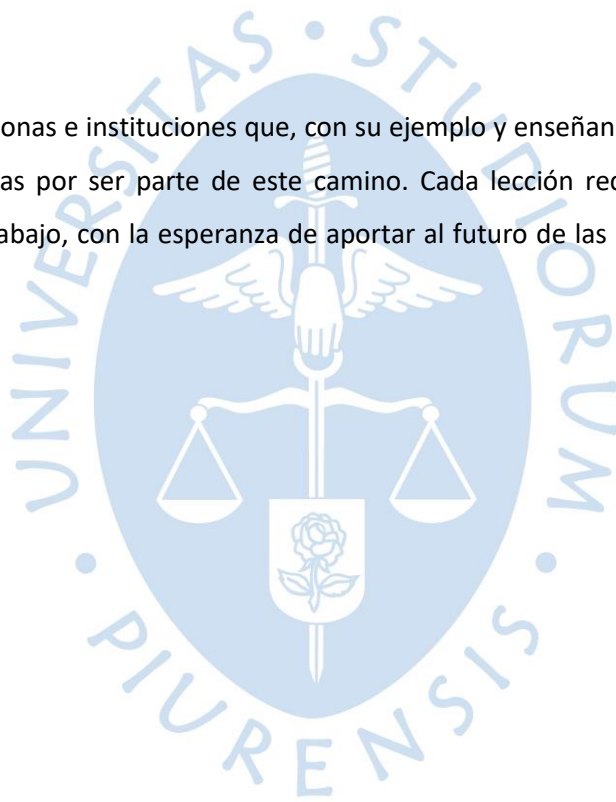 onas e instituciones que, con su ejemplo y enseñan
as por ser parte de este camino. Cada lección rec
abajo, con la esperanza de aportar al futuro de las
UNIVERSITAS • STUDIORUM • PIURENSIS •